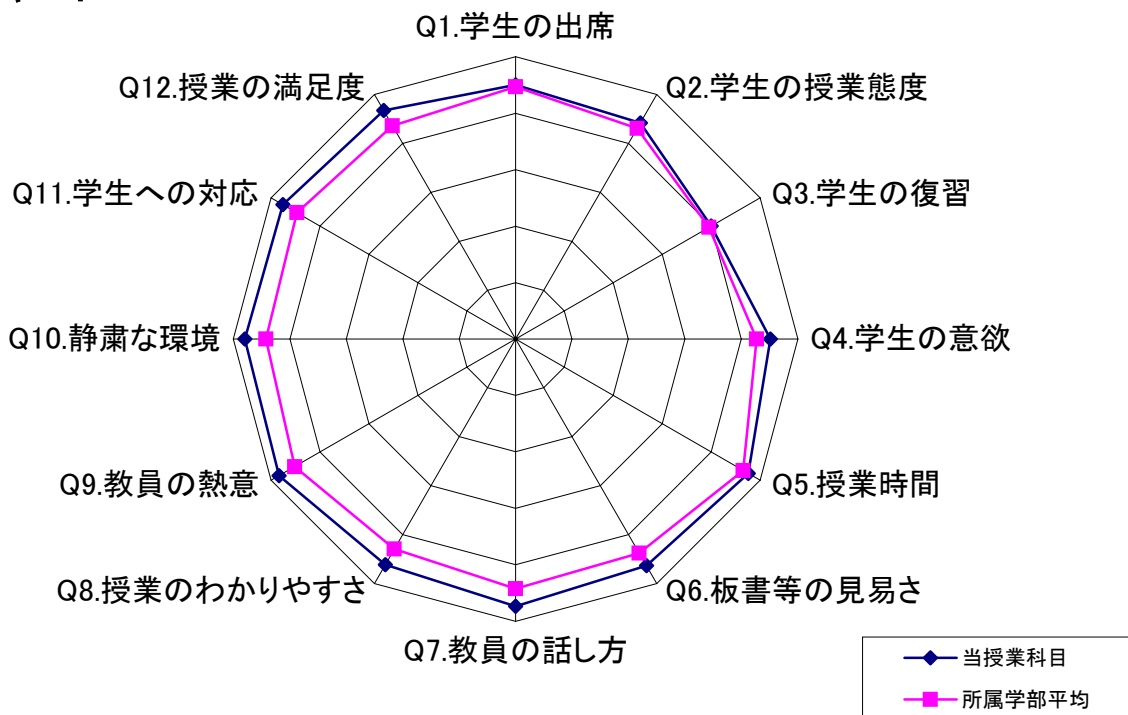 Q1.学生の出席
Q2.学生の授業態度
Q3.学生の復習
Q4.学生の意欲
Q5.授業時間
Q6.板書等の見易さ
Q7.教員の話し方
Q8.授業のわかりやすさ
Q9.教員の熱意
Q10.静粛な環境
Q11.学生への対応
Q12.授業の満足度
当授業科目
所属学部平均